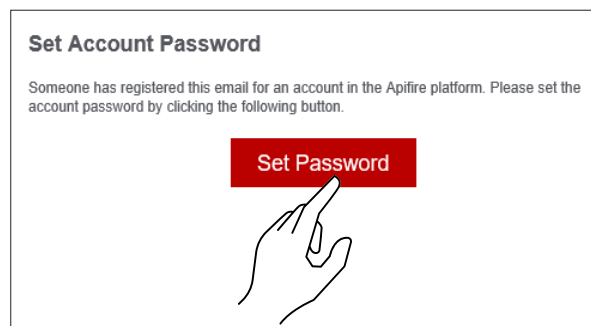 Set Account Password
Someone has registered this email for an account in the Apifire platform. Please set the
account password by clicking the following button.
Set Password